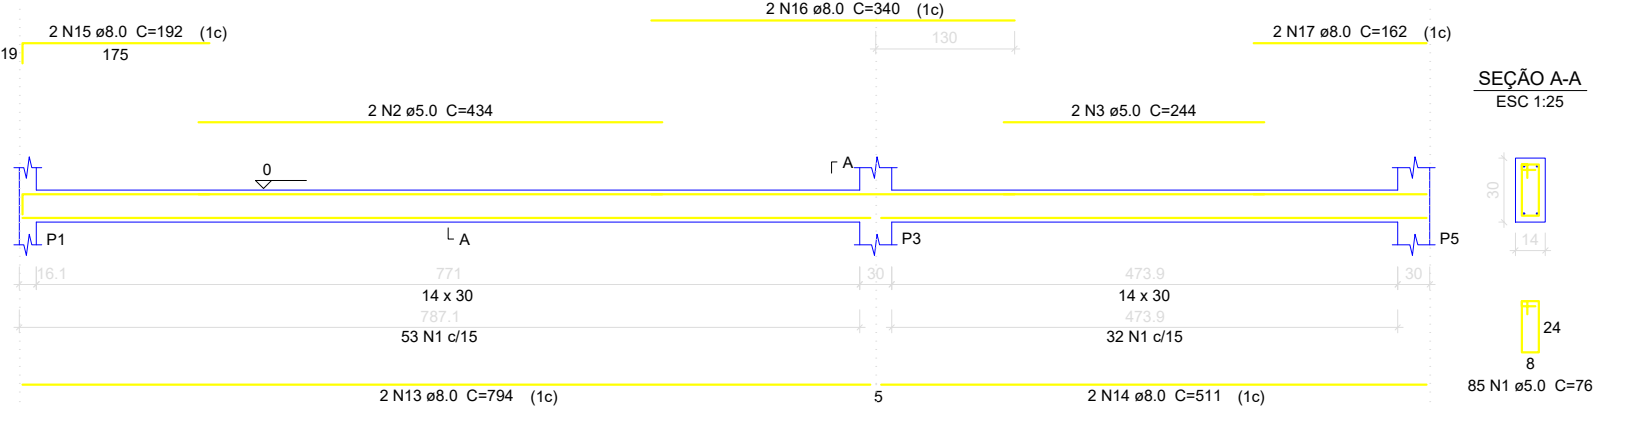 2 N16 ø8.0 C=340 (1c)
2 N15 ø8.0 C=192 (1c)
130
2 N17 ø8.0 C=162 (1c)
19
175
SEÇÃO A-A
ESC 1:25
2 N2 ø5.0 C=434
2 N3 ø5.0 C=244
0
A
30
A
P1
P3
P5
14
16.1
771
30
473.9
30
14 x 30
14 x 30
787.1
473.9
53 N1 c/15
32 N1 c/15
24
8
85 N1 ø5.0 C=76
2 N13 ø8.0 C=794 (1c)
5
2 N14 ø8.0 C=511 (1c)